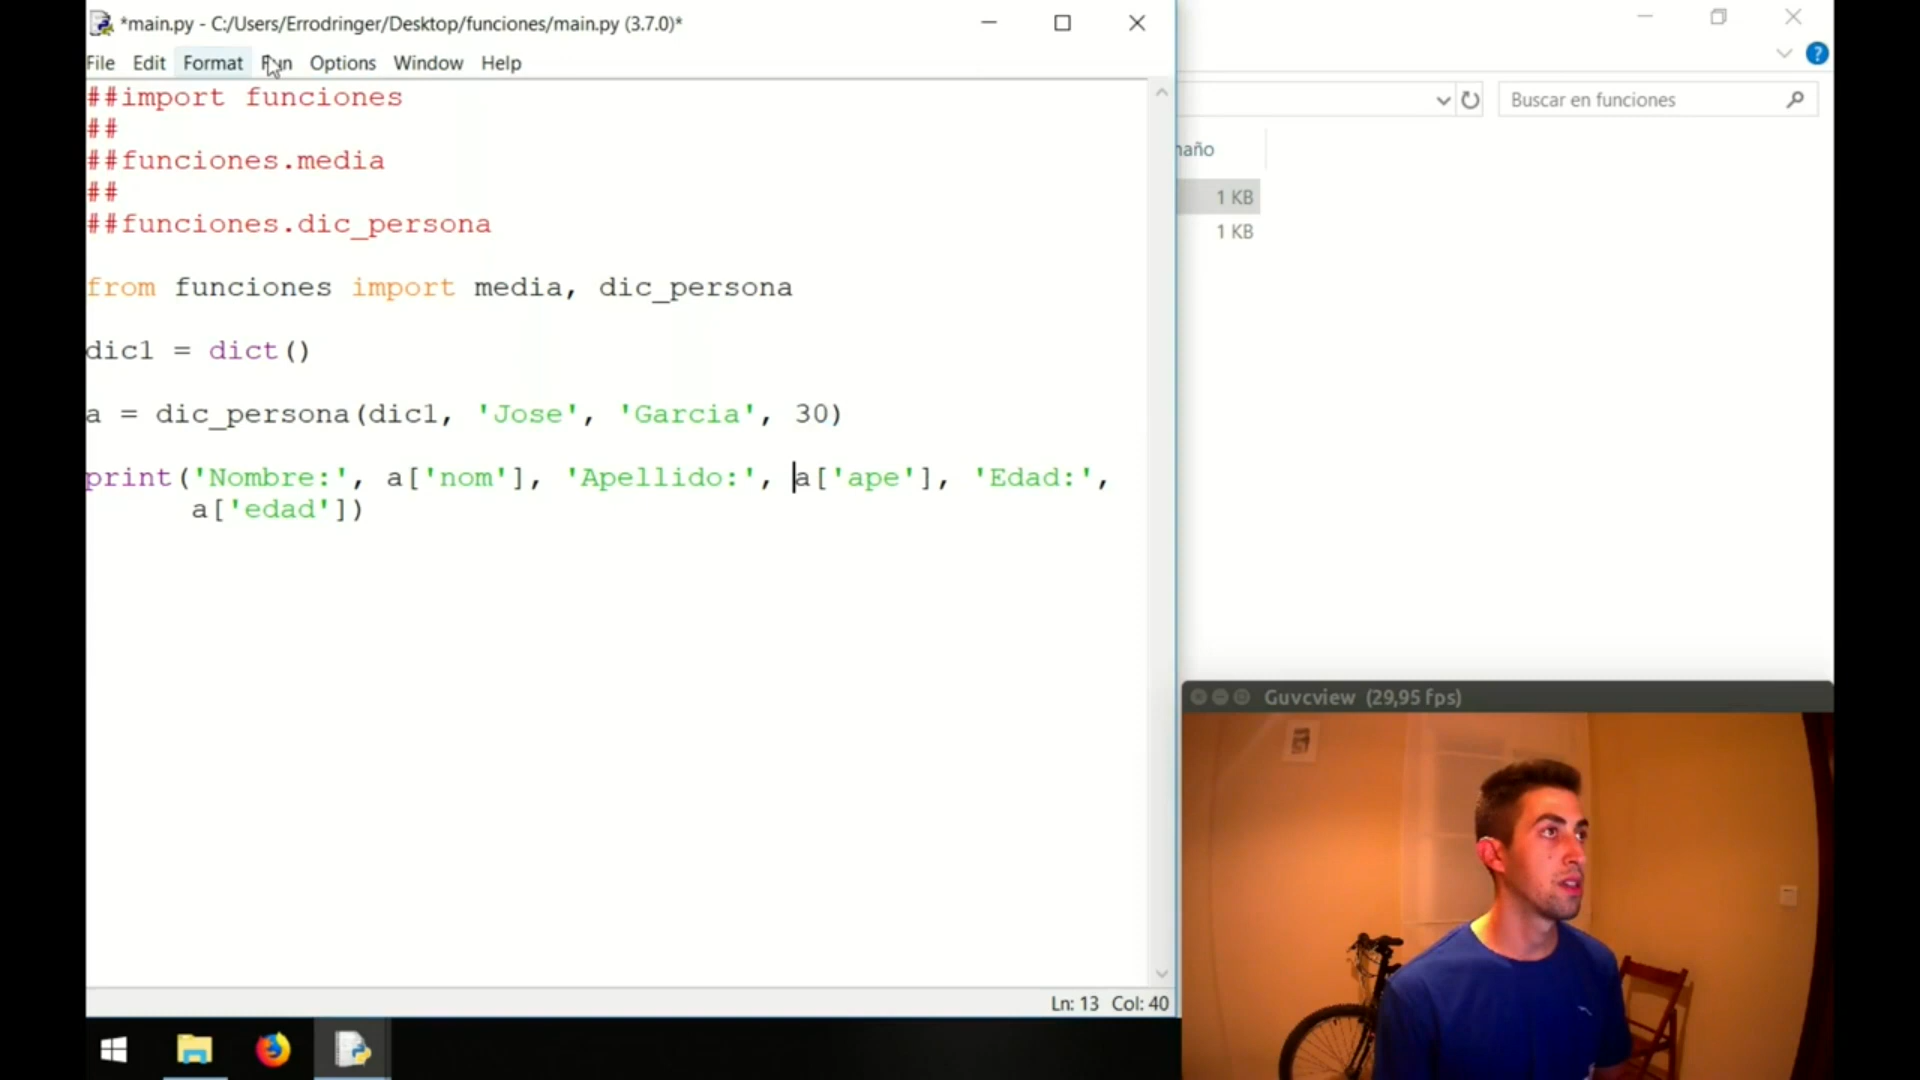 *main.py - C:/Users/Errodringer/Desktop/funciones/main.py (3.7.0)*
File Edit Format Run Options Window Help
##import funciones
##
##funciones.media
##
##funciones.dic_persona
from funciones import media, dic_persona
dic1 = dict()
a = dic_persona(dic1, 'Jose', 'Garcia', 30)
print('Nombre:', a['nom'], 'Apellido:', a['ape'], 'Edad:',
a['edad'])
Ln: 13 Col: 40
?
Buscar en funciones
maño
1 KB
1 KB
Guvcview (29,95 fps)